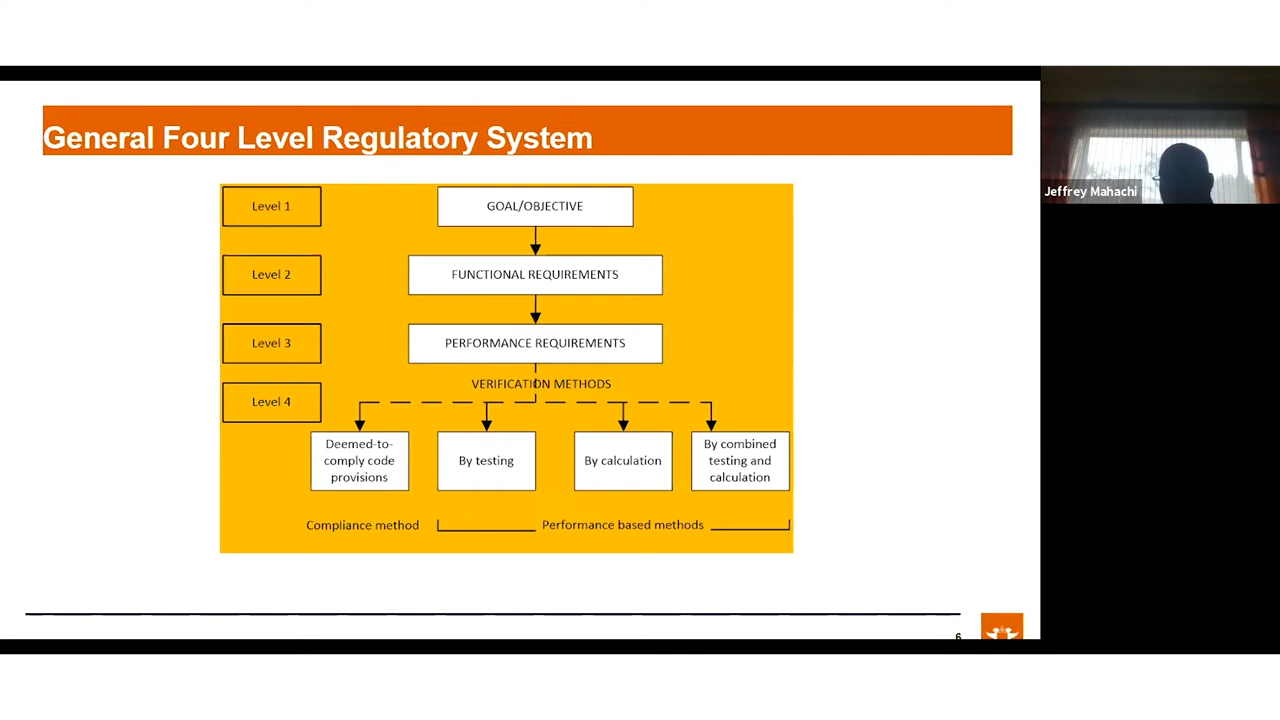 General Four Level Regulatory System
Jeffrey Mahachi
Level 1
GOAL/OBJECTIVE
Level 2
FUNCTIONAL REQUIREMENTS
Level 3
PERFORMANCE REQUIREMENTS
VERIFICATION METHODS
Level 4
Deemed-to-
comply code
provisions
By testing
By calculation
By combined
testing and
calculation
Compliance method
Performance based methods
6